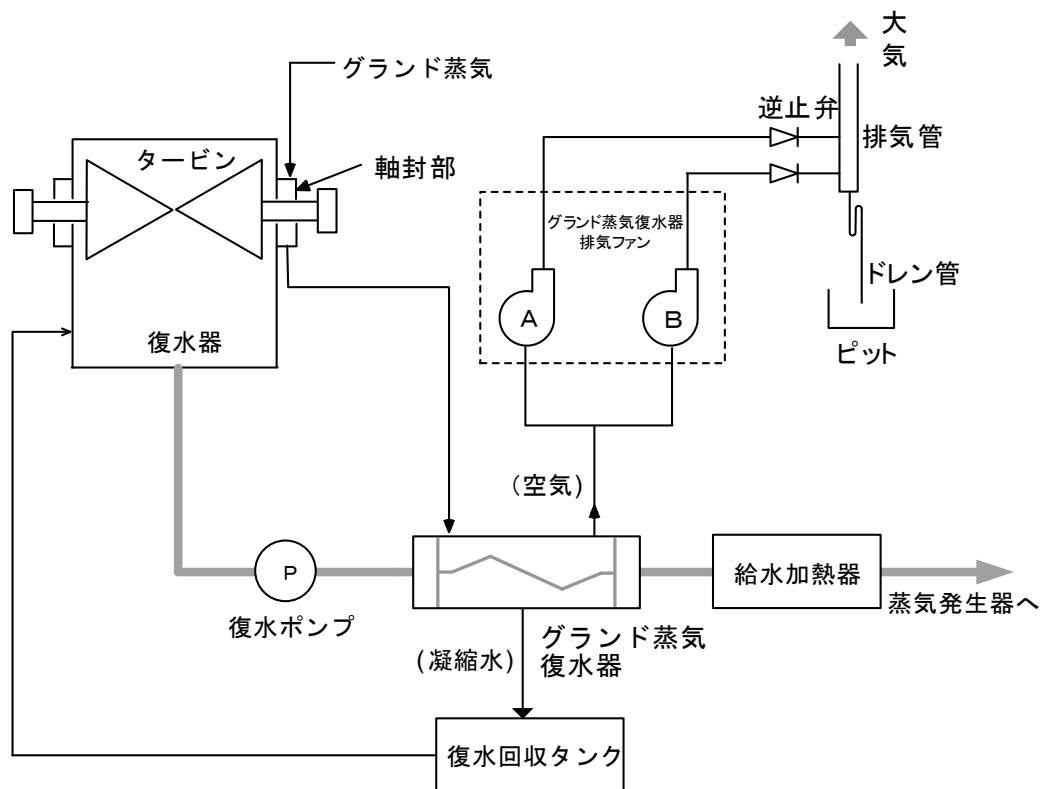 大
気
グランド蒸気
逆止弁
排気管
タービン
軸封部
グランド蒸気復水器
排気ファン
ドレン管
A
B
復水器
ピット
(空気)
P
給水加熱器
蒸気発生器へ
復水ポンプ
(凝縮水)
グランド蒸気
復水器
復水回収タンク